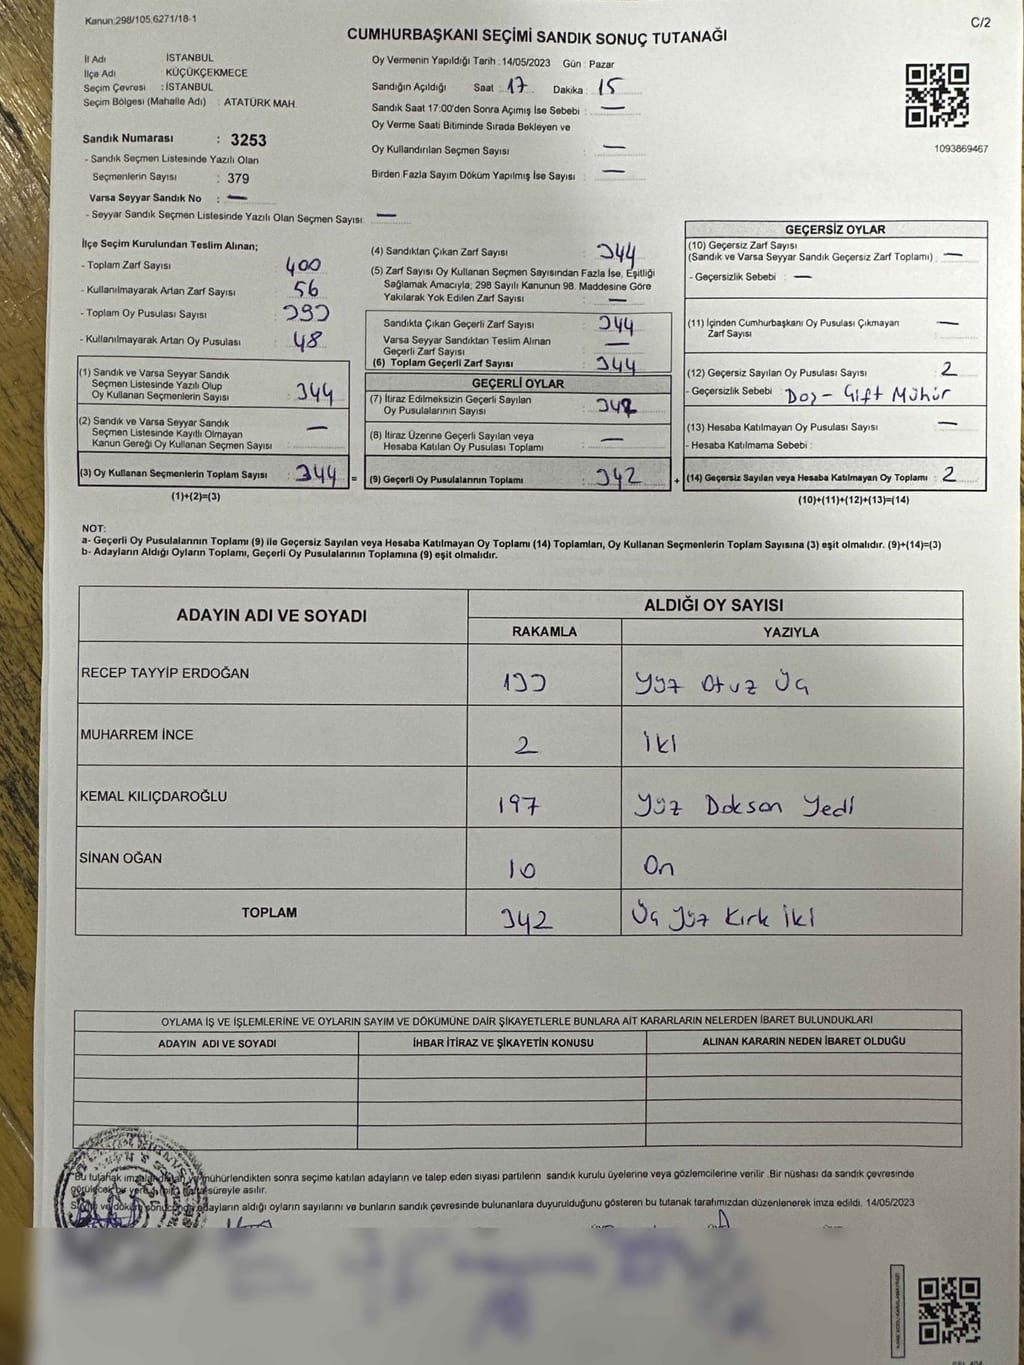 Kanun:298/105,6271/18-1
C/2
CUMHURBAŞKANI SEÇİMİ SANDIK SONUÇ TUTANAĞI
İl Adı İSTANBUL
İlçe Adı KÜÇÜKÇEKMECE
Seçim Çevresi : İSTANBUL
Seçim Bölgesi (Mahalle Adı) : ATATÜRK MAH.
Sandık Numarası : 3253
- Sandık Seçmen Listesinde Yazılı Olan
Seçmenlerin Sayısı : 379
Varsa Seyyar Sandık No : —
- Seyyar Sandık Seçmen Listesinde Yazılı Olan Seçmen Sayısı: —
Oy Vermenin Yapıldığı Tarih : 14/05/2023 Gün : Pazar
Sandığın Açıldığı Saat : 17 Dakika : 15
Sandık Saat 17:00'den Sonra Açımış İse Sebebi : —
Oy Verme Saati Bitiminde Sırada Bekleyen ve
Oy Kullandırılan Seçmen Sayısı : —
Birden Fazla Sayım Döküm Yapılmış İse Sayısı : —
1093869467
İlçe Seçim Kurulundan Teslim Alınan;
- Toplam Zarf Sayısı : 400
- Kullanılmayarak Artan Zarf Sayısı : 56
- Toplam Oy Pusulası Sayısı : 393
- Kullanılmayarak Artan Oy Pusulası : 48
(1) Sandık ve Varsa Seyyar Sandık
Seçmen Listesinde Yazılı Olup
Oy Kullanan Seçmenlerin Sayısı : 344
(2) Sandık ve Varsa Seyyar Sandık
Seçmen Listesinde Kayıtlı Olmayan
Kanun Gereği Oy Kullanan Seçmen Sayısı : —
(3) Oy Kullanan Seçmenlerin Toplam Sayısı : 344 =
(1)+(2)=(3)
(4) Sandıktan Çıkan Zarf Sayısı : 344
(5) Zarf Sayısı Oy Kullanan Seçmen Sayısından Fazla İse, Eşitliği
Sağlamak Amacıyla; 298 Sayılı Kanunun 98. Maddesine Göre
Yakılarak Yok Edilen Zarf Sayısı : —
Sandıkta Çıkan Geçerli Zarf Sayısı : 344
Varsa Seyyar Sandıktan Teslim Alınan
Geçerli Zarf Sayısı : —
(6) Toplam Geçerli Zarf Sayısı : 344
GEÇERLİ OYLAR
(7) İtiraz Edilmeksizin Geçerli Sayılan
Oy Pusulalarının Sayısı : 342
(8) İtiraz Üzerine Geçerli Sayılan veya
Hesaba Katılan Oy Pusulası Toplamı : —
(9) Geçerli Oy Pusulalarının Toplamı : 342 +
GEÇERSİZ OYLAR
(10) Geçersiz Zarf Sayısı
(Sandık ve Varsa Seyyar Sandık Geçersiz Zarf Toplamı) : —
- Geçersizlik Sebebi : —
(11) İçinden Cumhurbaşkanı Oy Pusulası Çıkmayan
Zarf Sayısı : —
(12) Geçersiz Sayılan Oy Pusulası Sayısı : 2
- Geçersizlik Sebebi : Çift Mühür
(13) Hesaba Katılmayan Oy Pusulası Sayısı : —
- Hesaba Katılmama Sebebi :
(14) Geçersiz Sayılan veya Hesaba Katılmayan Oy Toplamı : 2
(10)+(11)+(12)+(13)=(14)
NOT:
a- Geçerli Oy Pusulalarının Toplamı (9) ile Geçersiz Sayılan veya Hesaba Katılmayan Oy Toplamı (14) Toplamları, Oy Kullanan Seçmenlerin Toplam Sayısına (3) eşit olmalıdır. (9)+(14)=(3)
b- Adayların Aldığı Oyların Toplamı, Geçerli Oy Pusulalarının Toplamına (9) eşit olmalıdır.
ADAYIN ADI VE SOYADI ALDIĞI OY SAYISI
RAKAMLA YAZIYLA
RECEP TAYYİP ERDOĞAN 133 Yüz Otuz Üç
MUHARREM İNCE 2 İki
KEMAL KILIÇDAROĞLU 197 Yüz Doksan Yedi
SİNAN OĞAN 10 On
TOPLAM 342 Üç Yüz Kırk İki
OYLAMA İŞ VE İŞLEMLERİNE VE OYLARIN SAYIM VE DÖKÜMÜNE DAİR ŞİKAYETLERLE BUNLARA AİT KARARLARIN NELERDEN İBARET BULUNDUKLARI
ADAYIN ADI VE SOYADI İHBAR İTİRAZ VE ŞİKAYETİN KONUSU ALINAN KARARIN NEDEN İBARET OLDUĞU
Bu tutanak mühürlendikten sonra seçime katılan adayların ve talep eden siyasi partilerin sandık kurulu üyelerine veya gözlemcilerine verilir .Bir nüshası da sandık çevresinde
süreyle asılır.
adayların aldığı oyların sayılarını ve bunların sandık çevresinde bulunanlara duyurulduğunu gösteren bu tutanak tarafımızdan düzenlenerek imza edildi. 14/05/2023